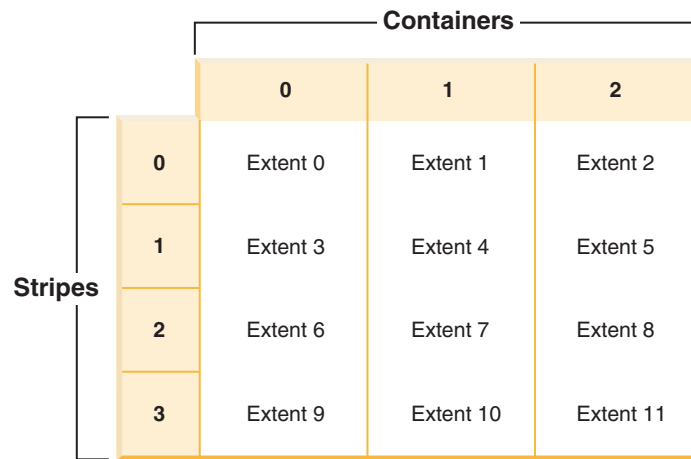 Containers
0 1 2
0 Extent 0 Extent 1 Extent 2
1 Extent 3 Extent 4 Extent 5
Stripes
2 Extent 6 Extent 7 Extent 8
3 Extent 9 Extent 10 Extent 11